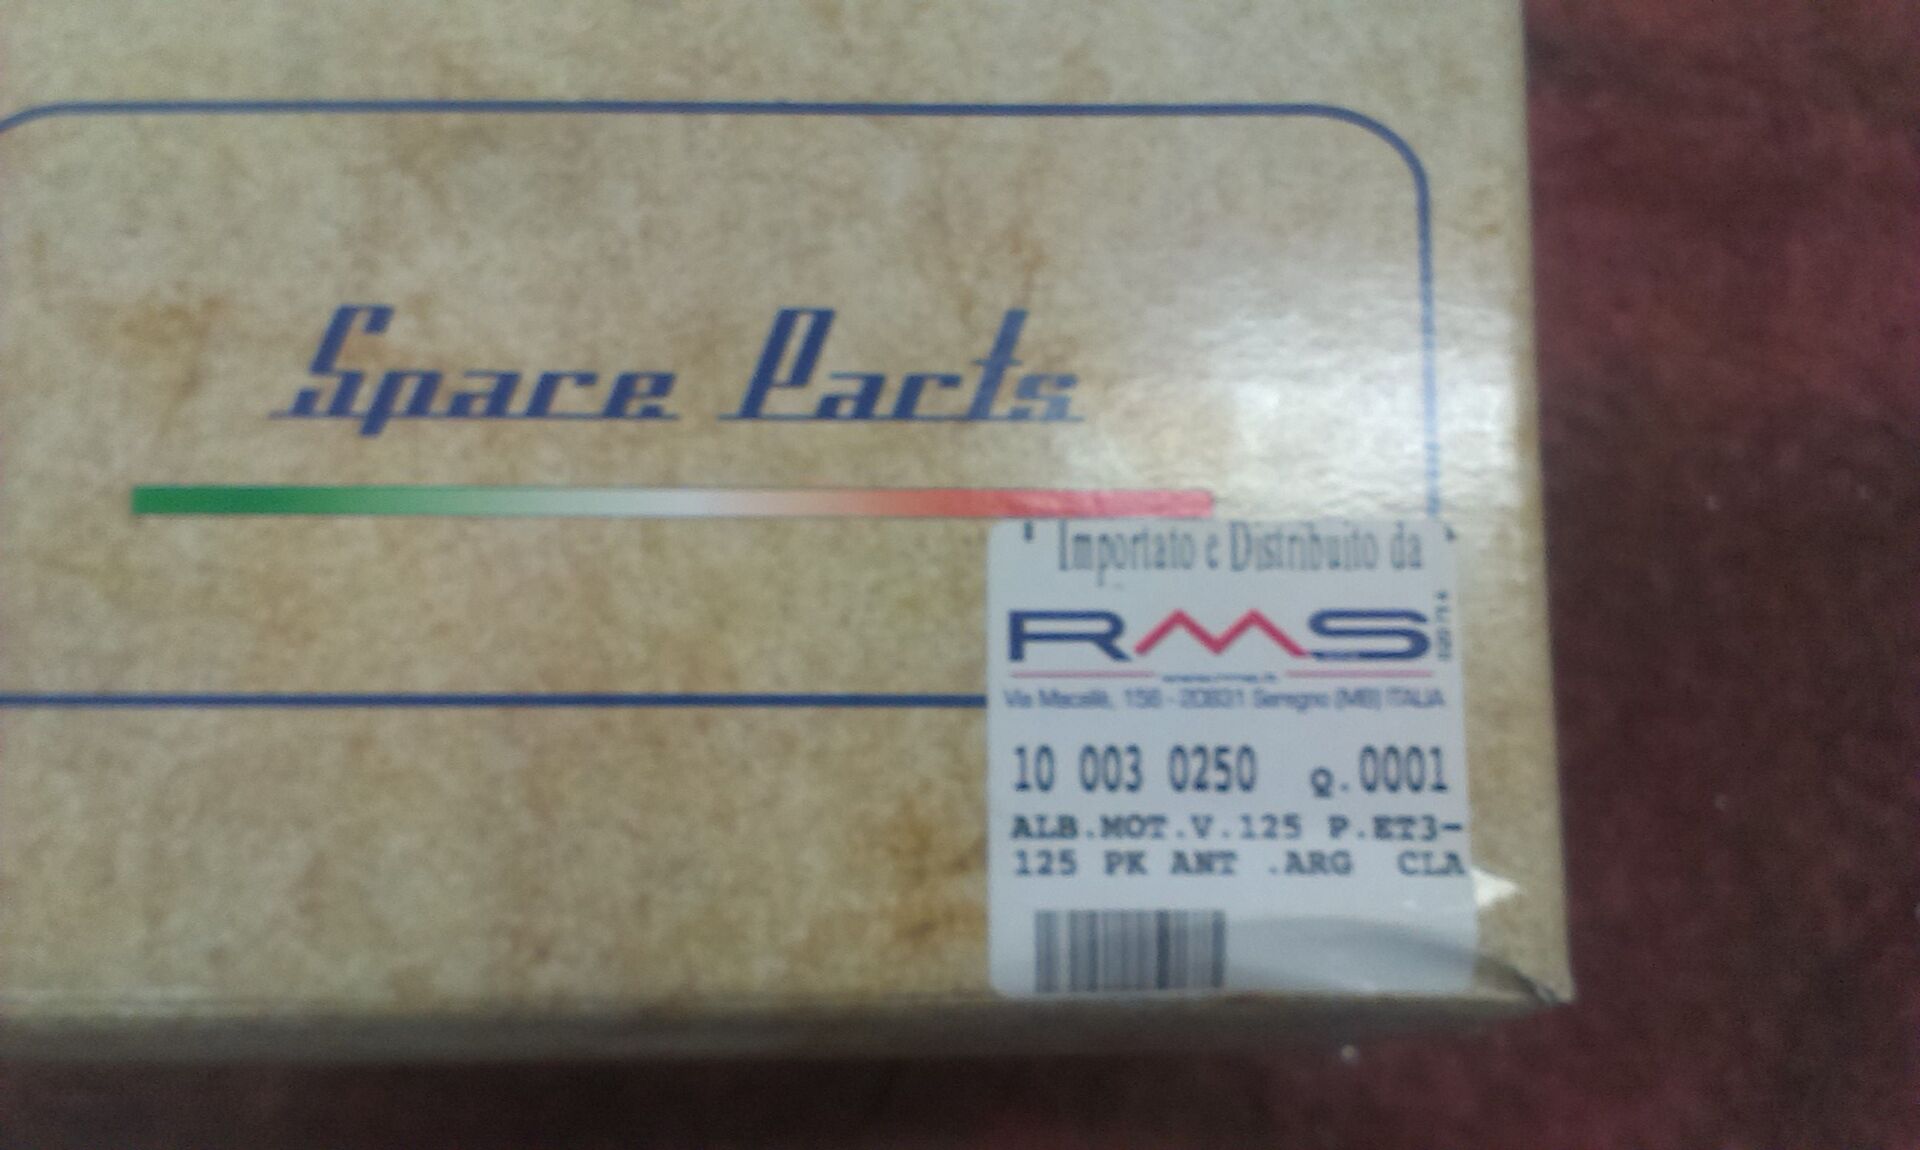 Spare Parts
Importato e Distribuito da
RMS
Via Macallè, 156 - 20831 Seregno (MB) ITALIA
10 003 0250 Q.0001
ALB.MOT.V.125 P.ET3-
125 PK ANT .ARG CLA